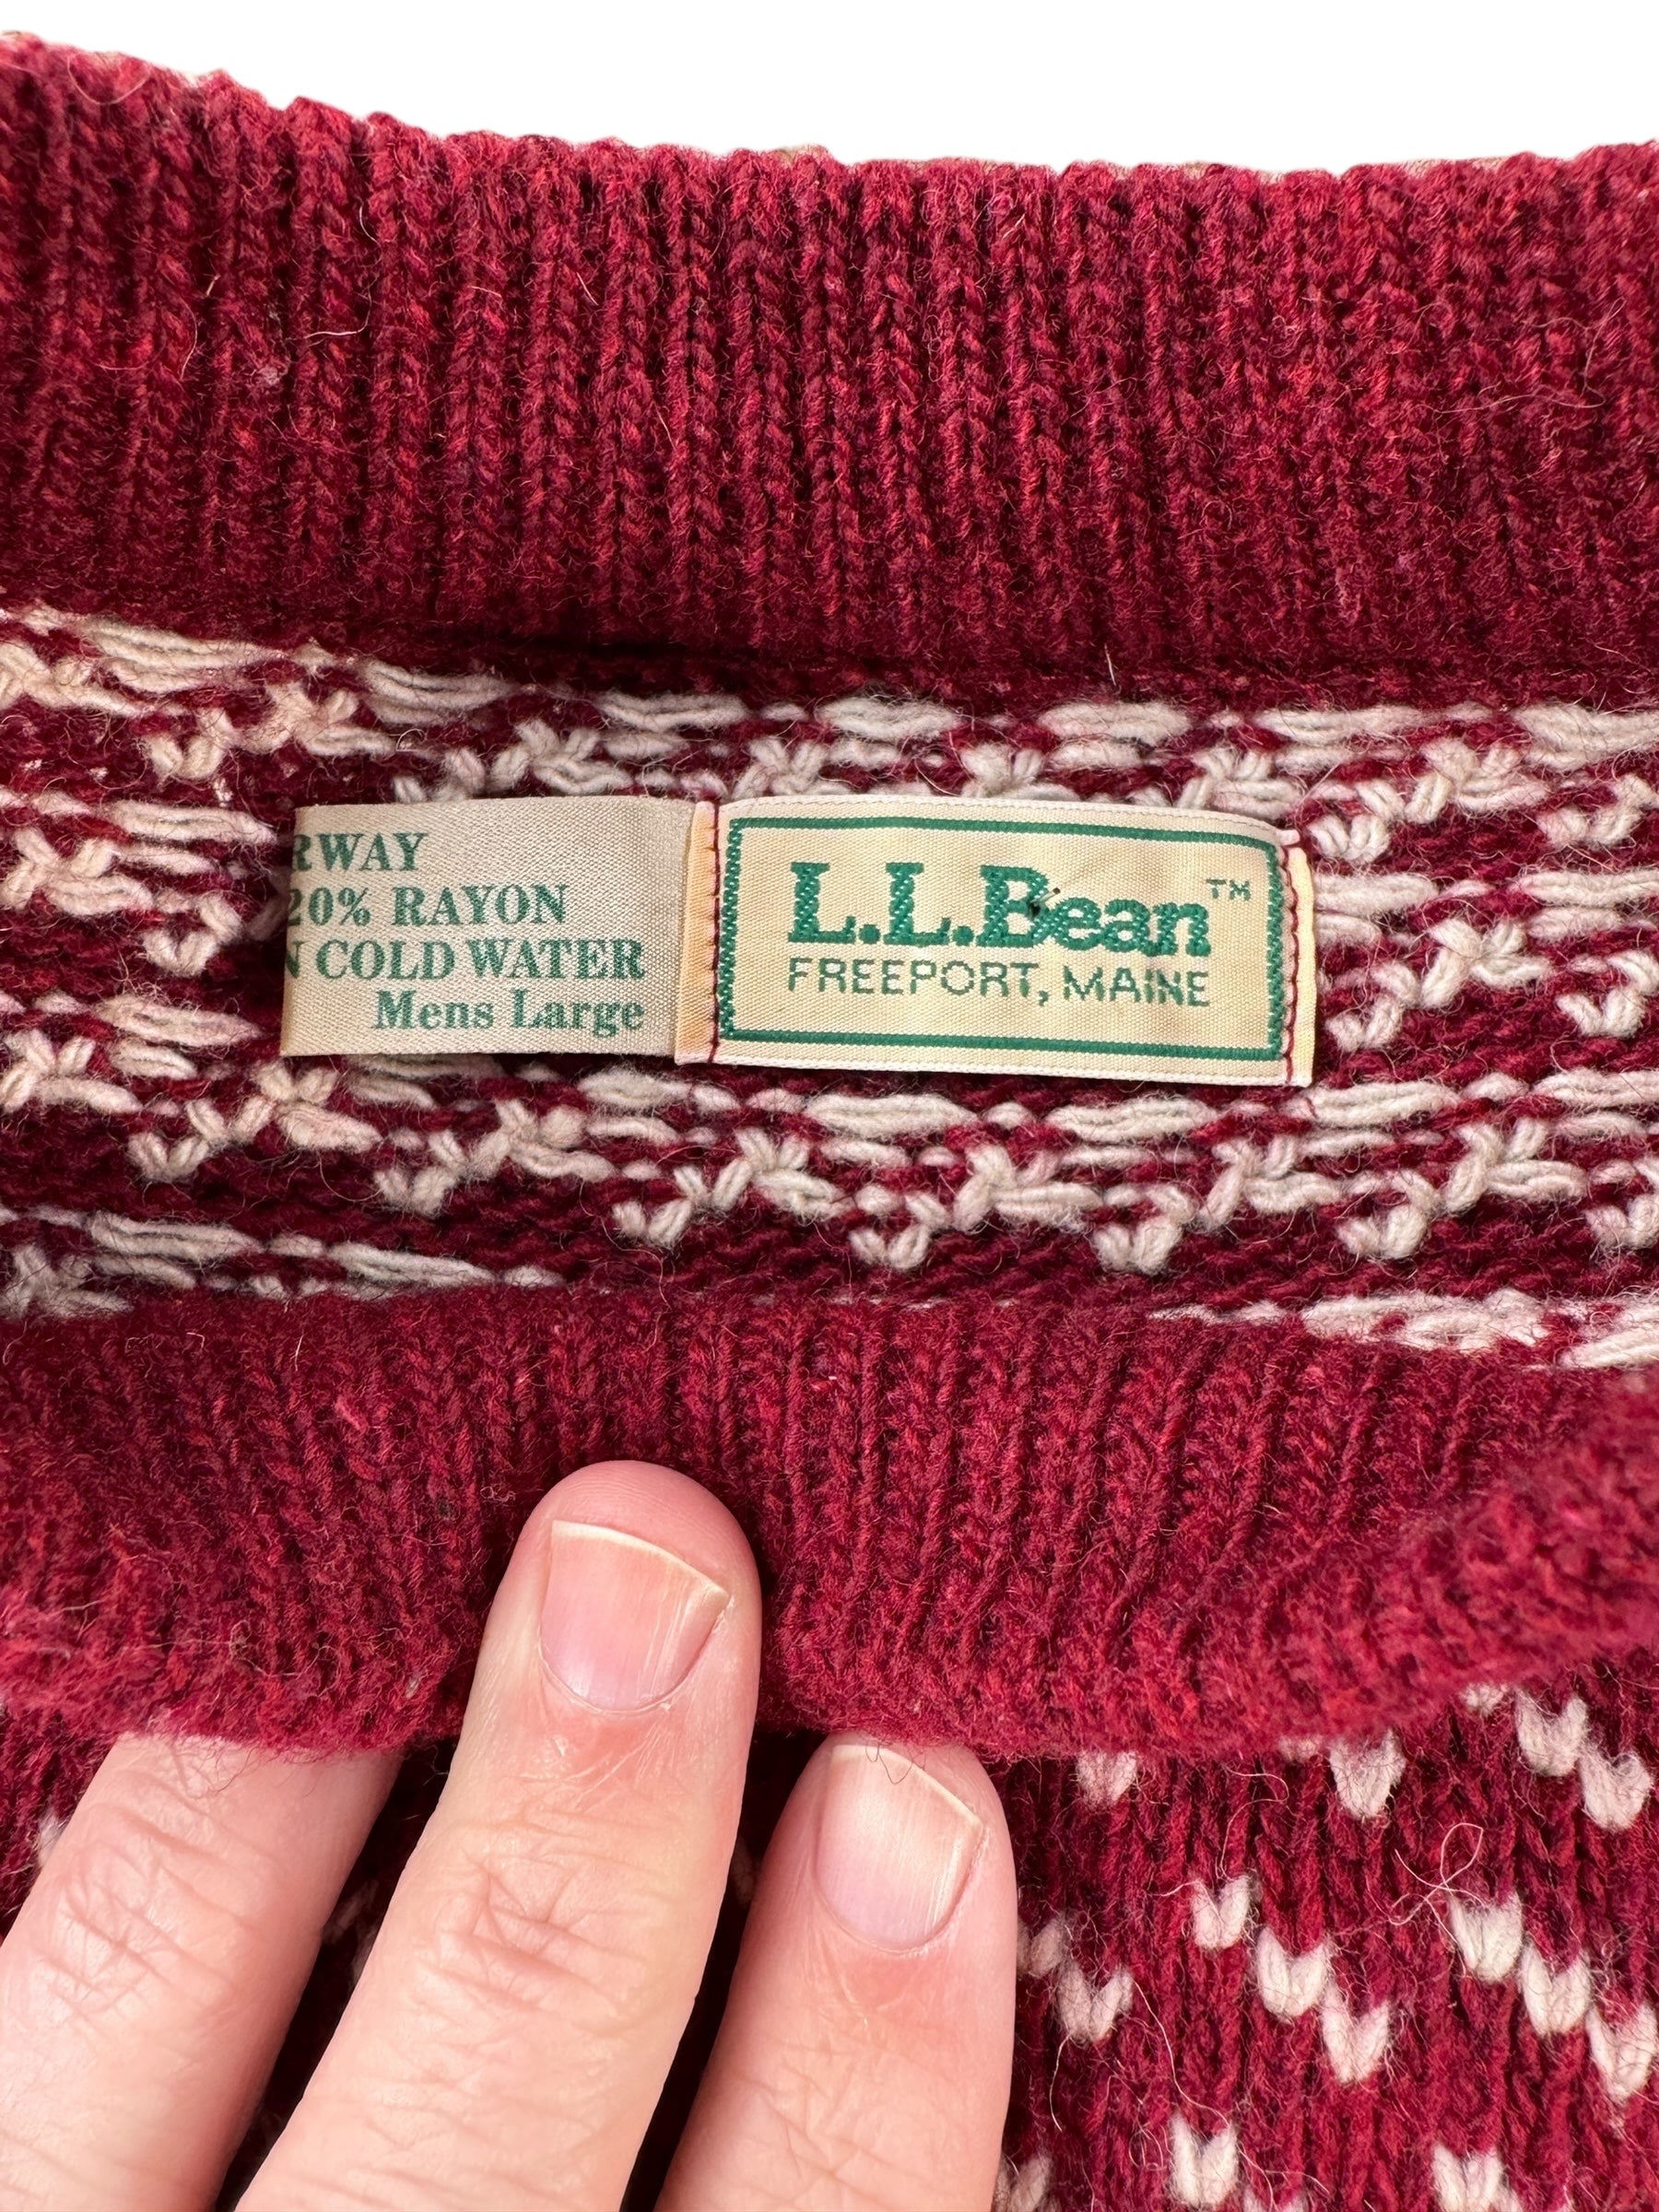 RWAY
20% RAYON
N COLD WATER
Mens Large
L.L.Bean™
FREEPORT, MAINE